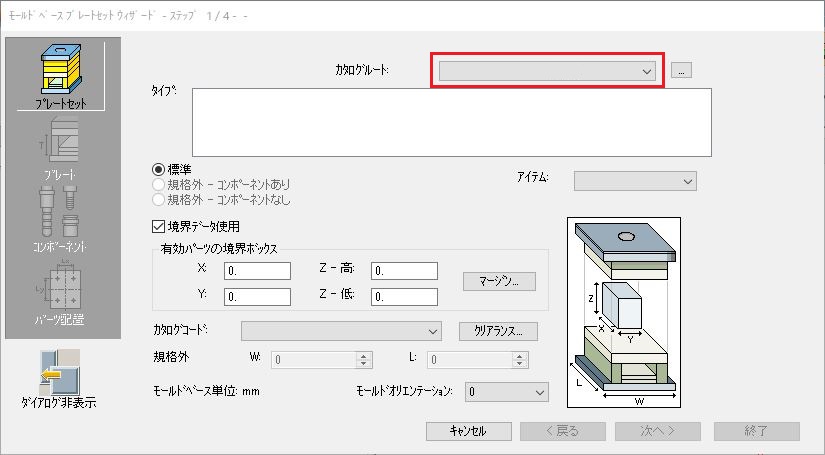 ﾓｰﾙﾄﾞﾍﾞｰｽ ﾌﾟﾚｰﾄｾｯﾄ ｳｨｻﾞｰﾄﾞ - ｽﾃｯﾌﾟ 1 / 4 - -
ﾌﾟﾚｰﾄｾｯﾄ
T
ﾌﾟﾚｰﾄ
ｺﾝﾎﾟｰﾈﾝﾄ
Lx
Ly
ﾊﾟｰﾂ配置
ﾀﾞｲｱﾛｸﾞ非表示
ｶﾀﾛｸﾞﾙｰﾄ:
...
ﾀｲﾌﾟ:
標準
規格外 - ｺﾝﾎﾟｰﾈﾝﾄあり
規格外 - ｺﾝﾎﾟｰﾈﾝﾄなし
ｱｲﾃﾑ:
境界ﾃﾞｰﾀ使用
有効ﾊﾟｰﾂの境界ﾎﾞｯｸｽ
X: 0. Z - 高: 0.
Y: 0. Z - 低: 0.
ﾏｰｼﾞﾝ...
ｶﾀﾛｸﾞｺｰﾄﾞ: ｸﾘｱﾗﾝｽ...
規格外 W: 0 L: 0
ﾓｰﾙﾄﾞﾍﾞｰｽ単位: mm ﾓｰﾙﾄﾞｵﾘｴﾝﾃｰｼｮﾝ: 0
Z
X
Y
L
W
ｷｬﾝｾﾙ < 戻る 次へ > 終了